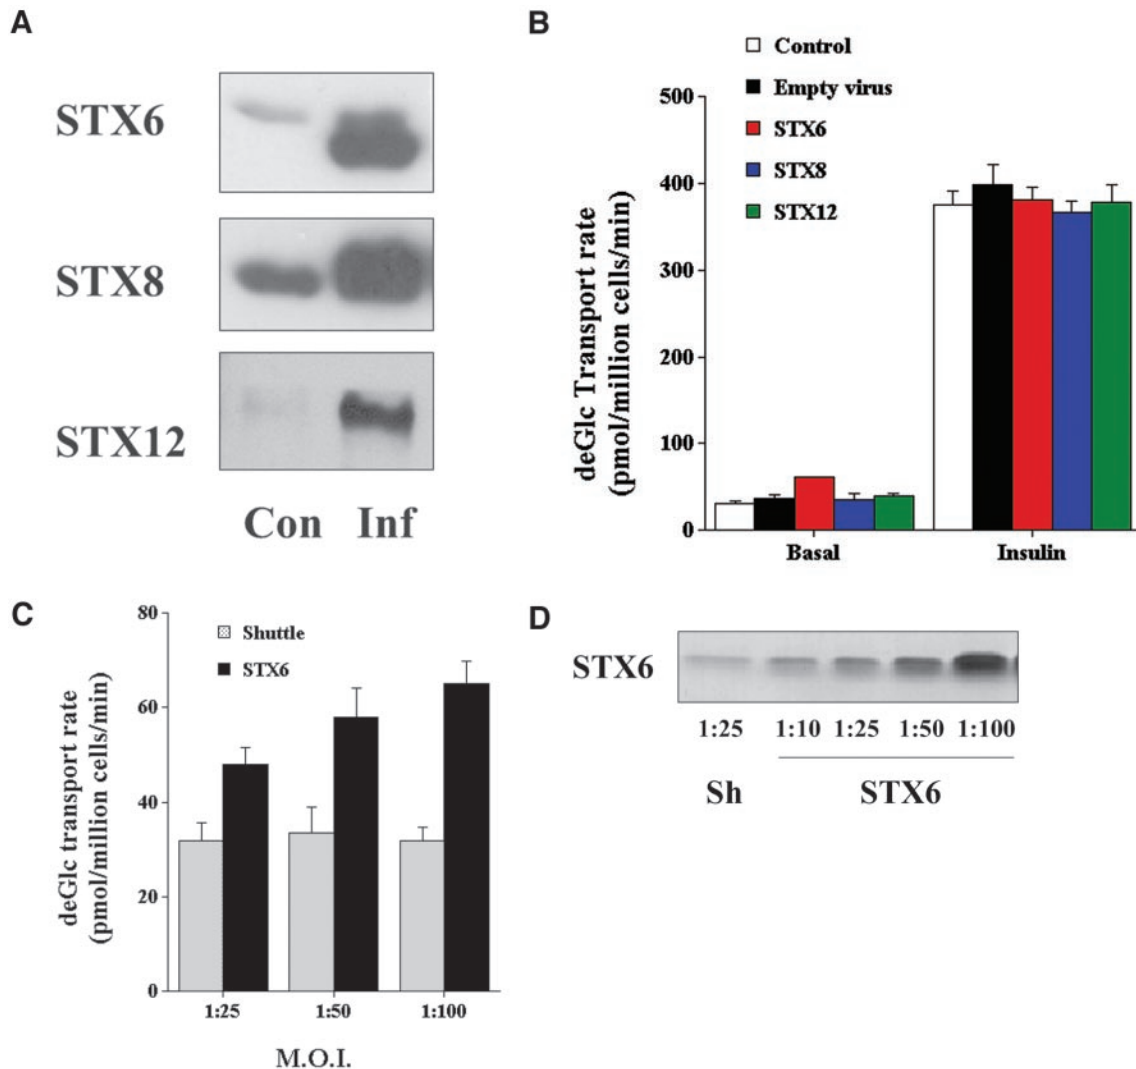 A
STX6
STX8
STX12
Con Inf
B
Control
Empty virus
STX6
STX8
STX12
deGlc Transport rate
(pmol/million cells/min)
500
400
300
200
100
0
Basal Insulin
C
Shuttle
STX6
deGlc transport rate
(pmol/million cells/min)
80
60
40
20
0
1:25 1:50 1:100
M.O.I.
D
STX6
1:25 1:10 1:25 1:50 1:100
Sh STX6